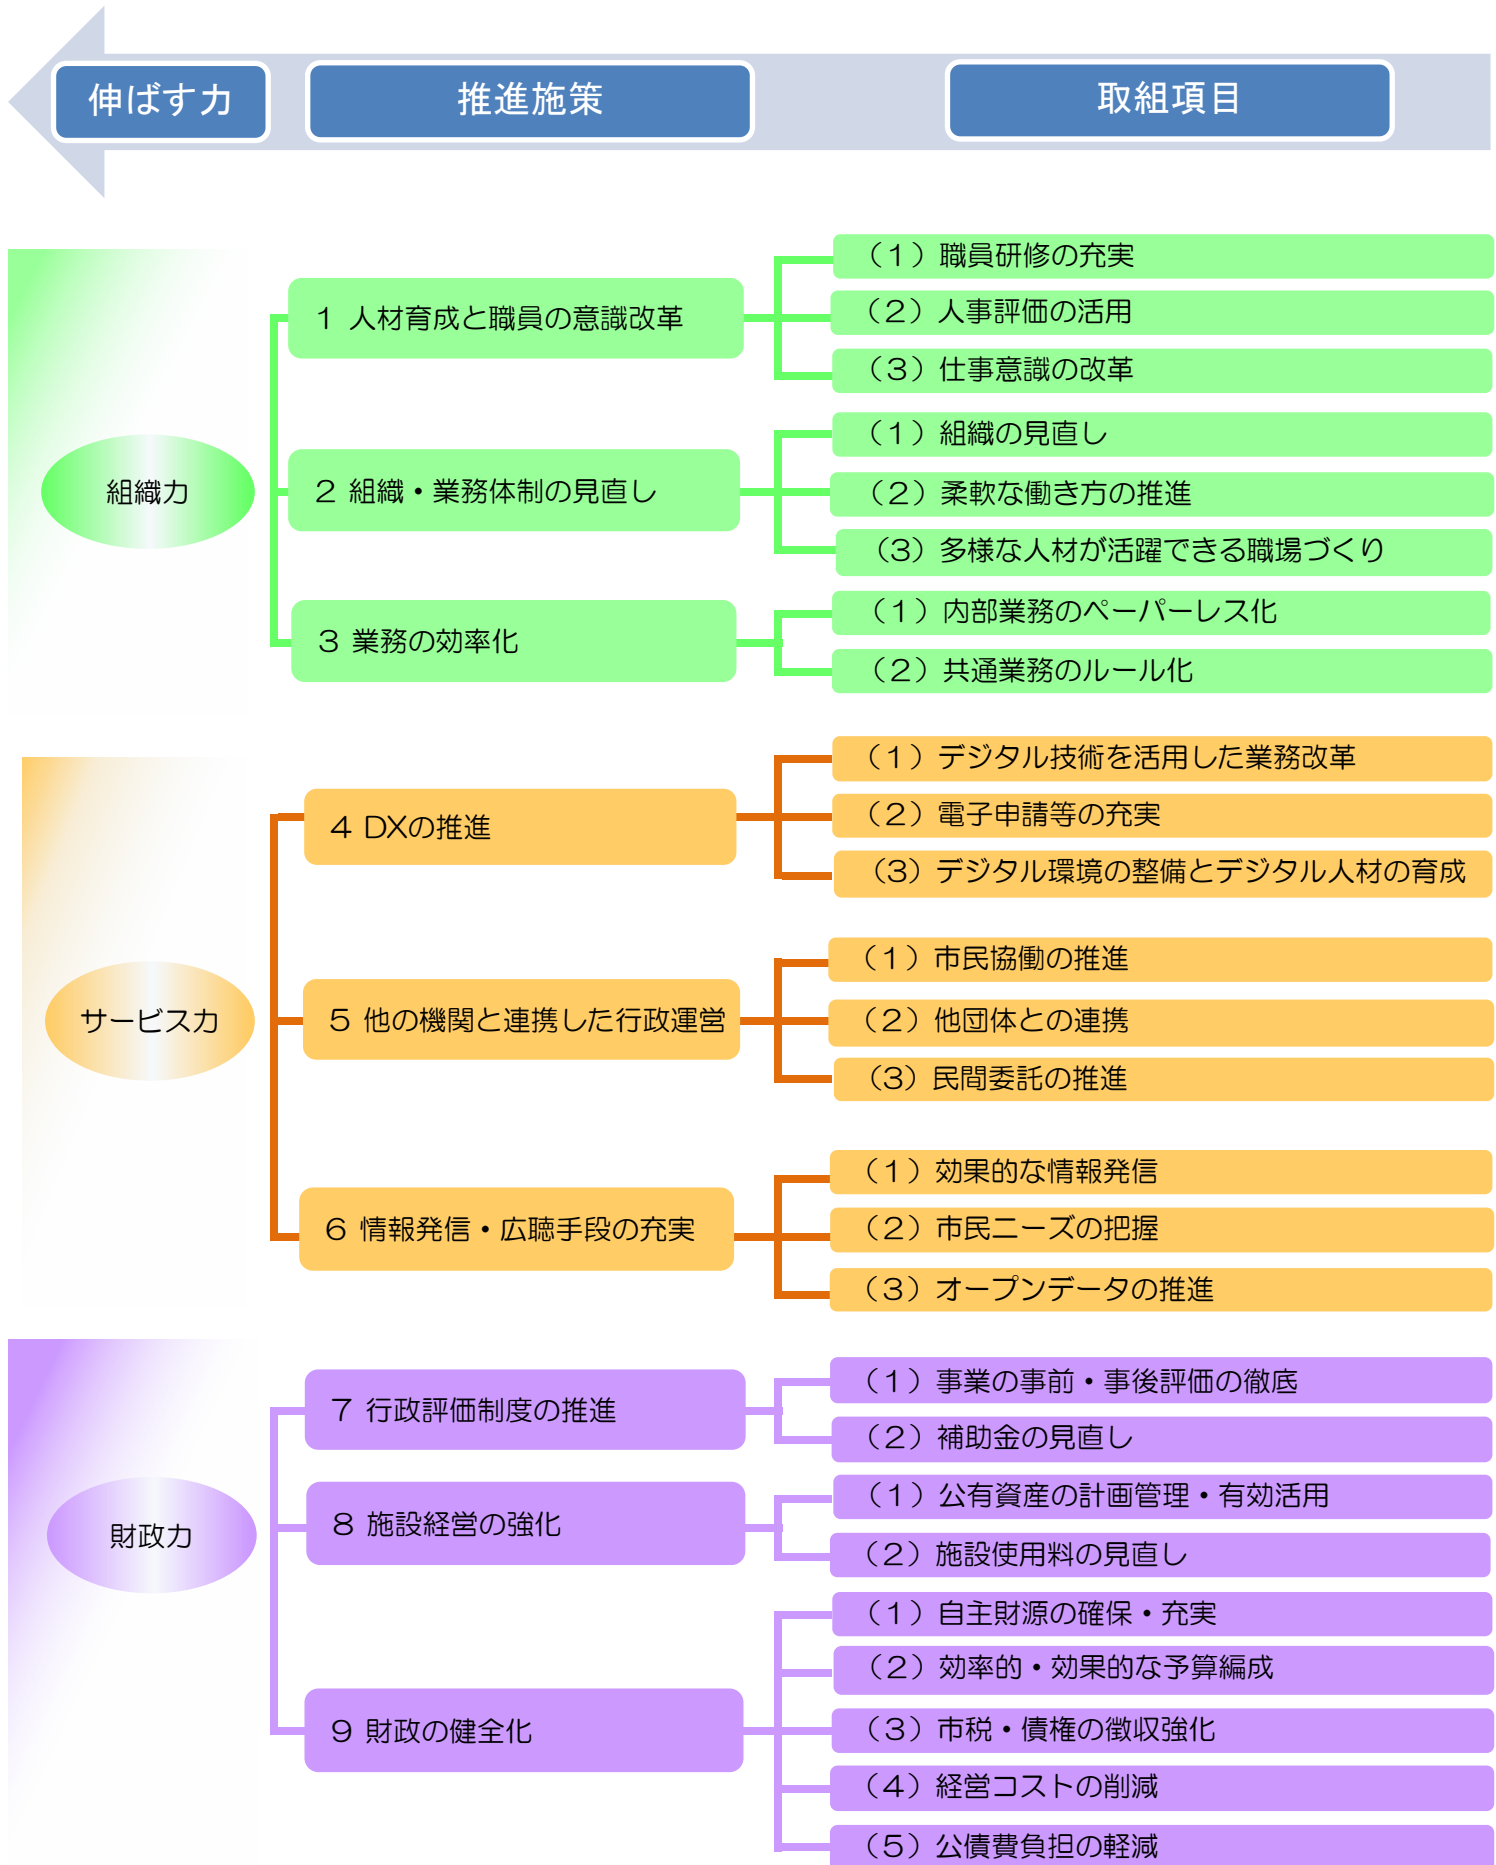 伸ばす力
推進施策
取組項目
組織力
1 人材育成と職員の意識改革
（1）職員研修の充実
（2）人事評価の活用
（3）仕事意識の改革
2 組織・業務体制の見直し
（1）組織の見直し
（2）柔軟な働き方の推進
（3）多様な人材が活躍できる職場づくり
3 業務の効率化
（1）内部業務のペーパーレス化
（2）共通業務のルール化
サービス力
4 DXの推進
（1）デジタル技術を活用した業務改革
（2）電子申請等の充実
（3）デジタル環境の整備とデジタル人材の育成
5 他の機関と連携した行政運営
（1）市民協働の推進
（2）他団体との連携
（3）民間委託の推進
6 情報発信・広聴手段の充実
（1）効果的な情報発信
（2）市民ニーズの把握
（3）オープンデータの推進
財政力
7 行政評価制度の推進
（1）事業の事前・事後評価の徹底
（2）補助金の見直し
8 施設経営の強化
（1）公有資産の計画管理・有効活用
（2）施設使用料の見直し
9 財政の健全化
（1）自主財源の確保・充実
（2）効率的・効果的な予算編成
（3）市税・債権の徴収強化
（4）経営コストの削減
（5）公債費負担の軽減